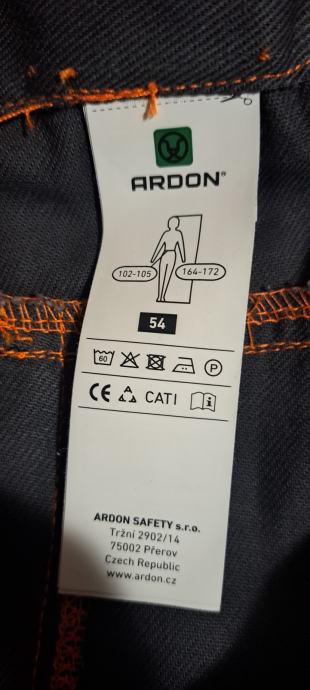 ARDON®
102-105 164-172
54
60 P
CE A CAT I i
ARDON SAFETY s.r.o.
Tržní 2902/14
75002 Přerov
Czech Republic
www.ardon.cz